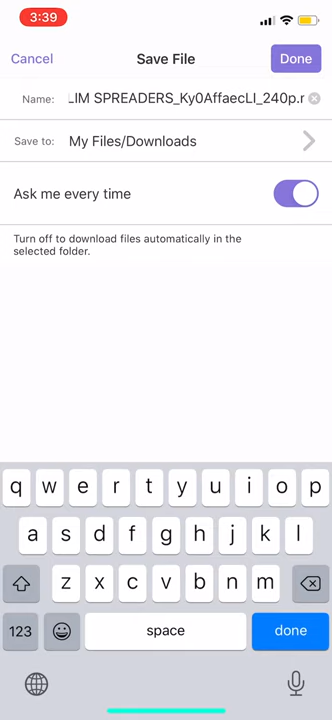 3:39
Cancel Save File Done
Name: LIM SPREADERS_Ky0AffaecLI_240p.r
Save to: My Files/Downloads
Ask me every time
Turn off to download files automatically in the
selected folder.
q w e r t y u i o p
a s d f g h j k l
z x c v b n m
123 space done